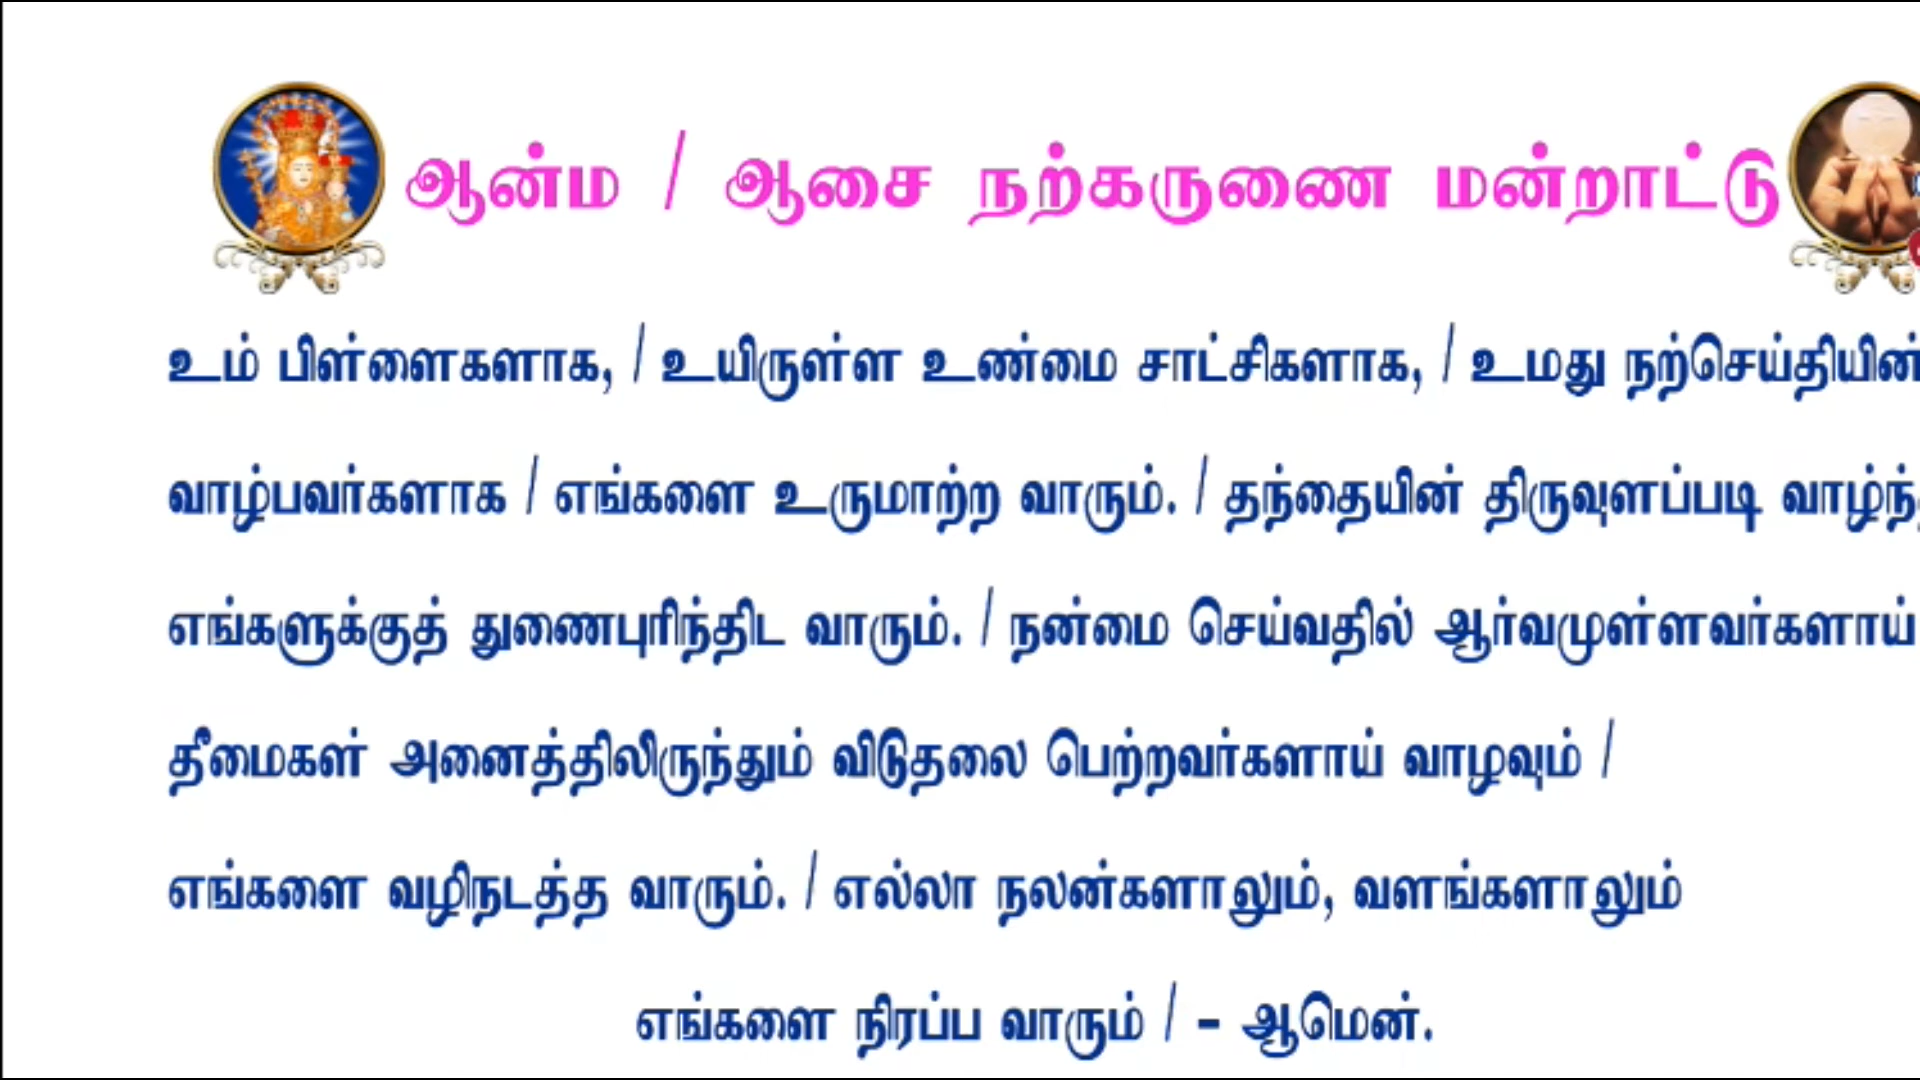 ஆன்ம / ஆசை நற்கருணை மன்றாட்டு
உம் பிள்ளைகளாக, / உயிருள்ள உண்மை சாட்சிகளாக, / உமது நற்செய்தியின்
வாழ்பவர்களாக / எங்களை உருமாற்ற வாரும். / தந்தையின் திருவுளப்படி
எங்களுக்குத் துணைபுரிந்திட வாரும். / நன்மை செய்வதில் ஆர்வமுள்ளவர்களாய்
தீமைகள் அனைத்திலிருந்தும் விடுதலை பெற்றவர்களாய் வாழவும் /
எங்களை வழிநடத்த வாரும். / எல்லா நலன்களாலும், வளங்களாலும்
எங்களை நிரப்ப வாரும் / - ஆமென்.